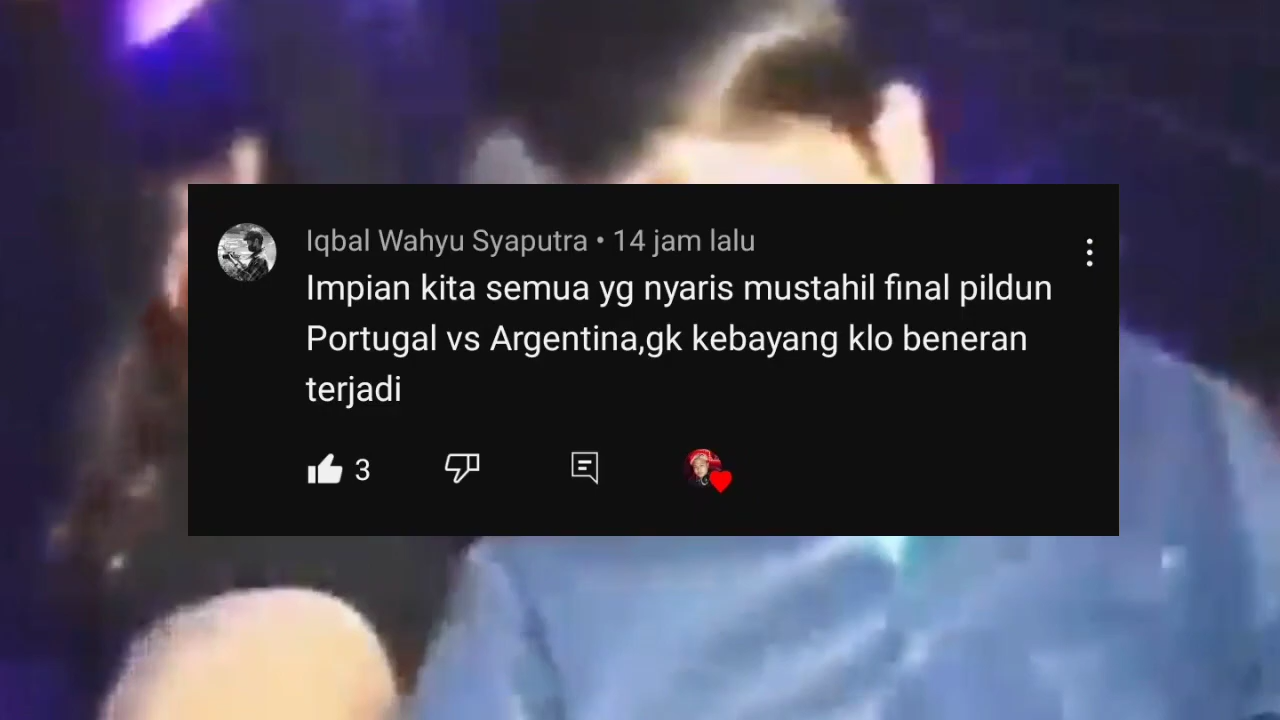 Iqbal Wahyu Syaputra • 14 jam lalu
Impian kita semua yg nyaris mustahil final pildun
Portugal vs Argentina,gk kebayang klo beneran
terjadi
3